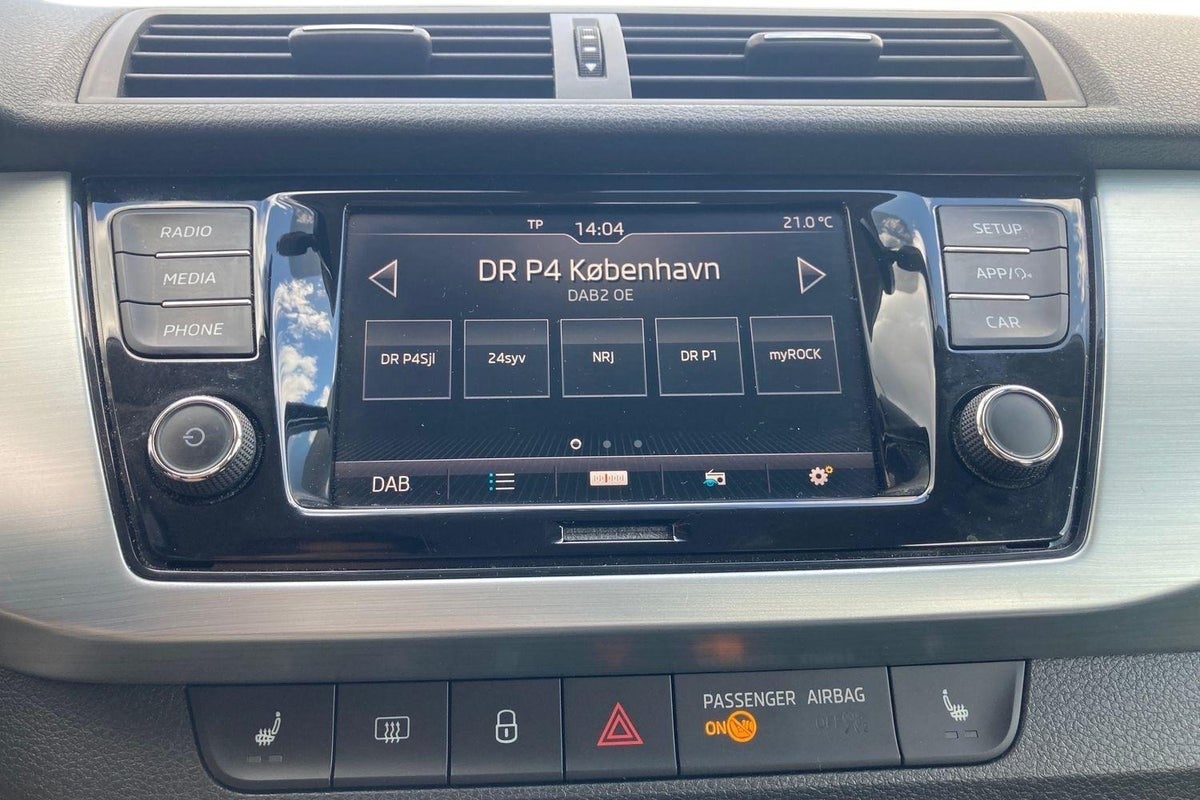 RADIO
MEDIA
PHONE
TP 14:04 21.0 °C
DR P4 København
DAB2 OE
DR P4Sjl 24syv NRJ DR P1 myROCK
DAB
SETUP
APP/
CAR
PASSENGER AIRBAG
ON